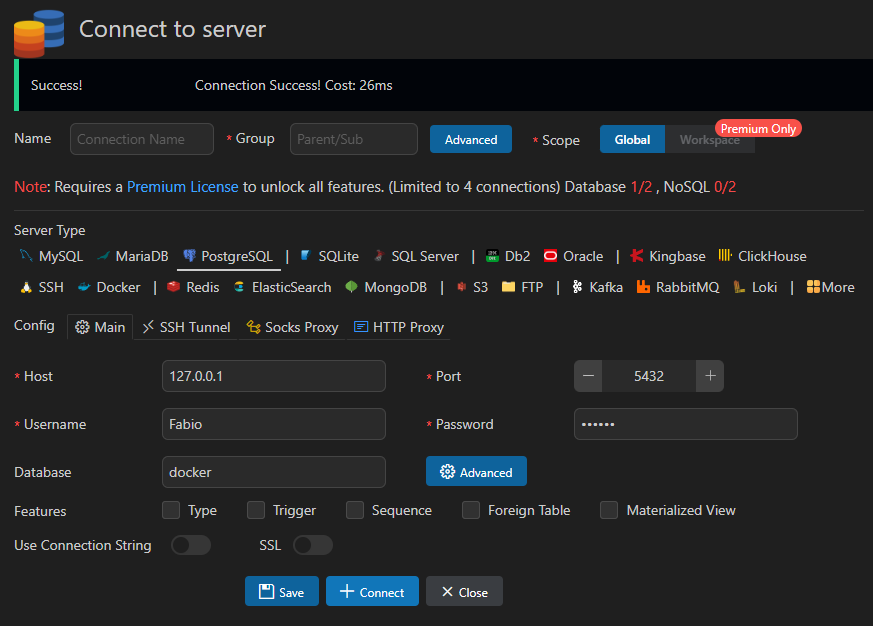 Connect to server
Success! Connection Success! Cost: 26ms
Name Connection Name * Group Parent/Sub Advanced * Scope Global Workspace Premium Only
Note: Requires a Premium License to unlock all features. (Limited to 4 connections) Database 1/2 , NoSQL 0/2
Server Type
MySQL MariaDB PostgreSQL | SQLite SQL Server | Db2 Oracle | Kingbase ClickHouse
SSH Docker | Redis ElasticSearch MongoDB | S3 FTP | Kafka RabbitMQ Loki | More
Config Main SSH Tunnel Socks Proxy HTTP Proxy
* Host 127.0.0.1 * Port 5432
* Username Fabio * Password ••••••
Database docker Advanced
Features Type Trigger Sequence Foreign Table Materialized View
Use Connection String SSL
Save Connect Close